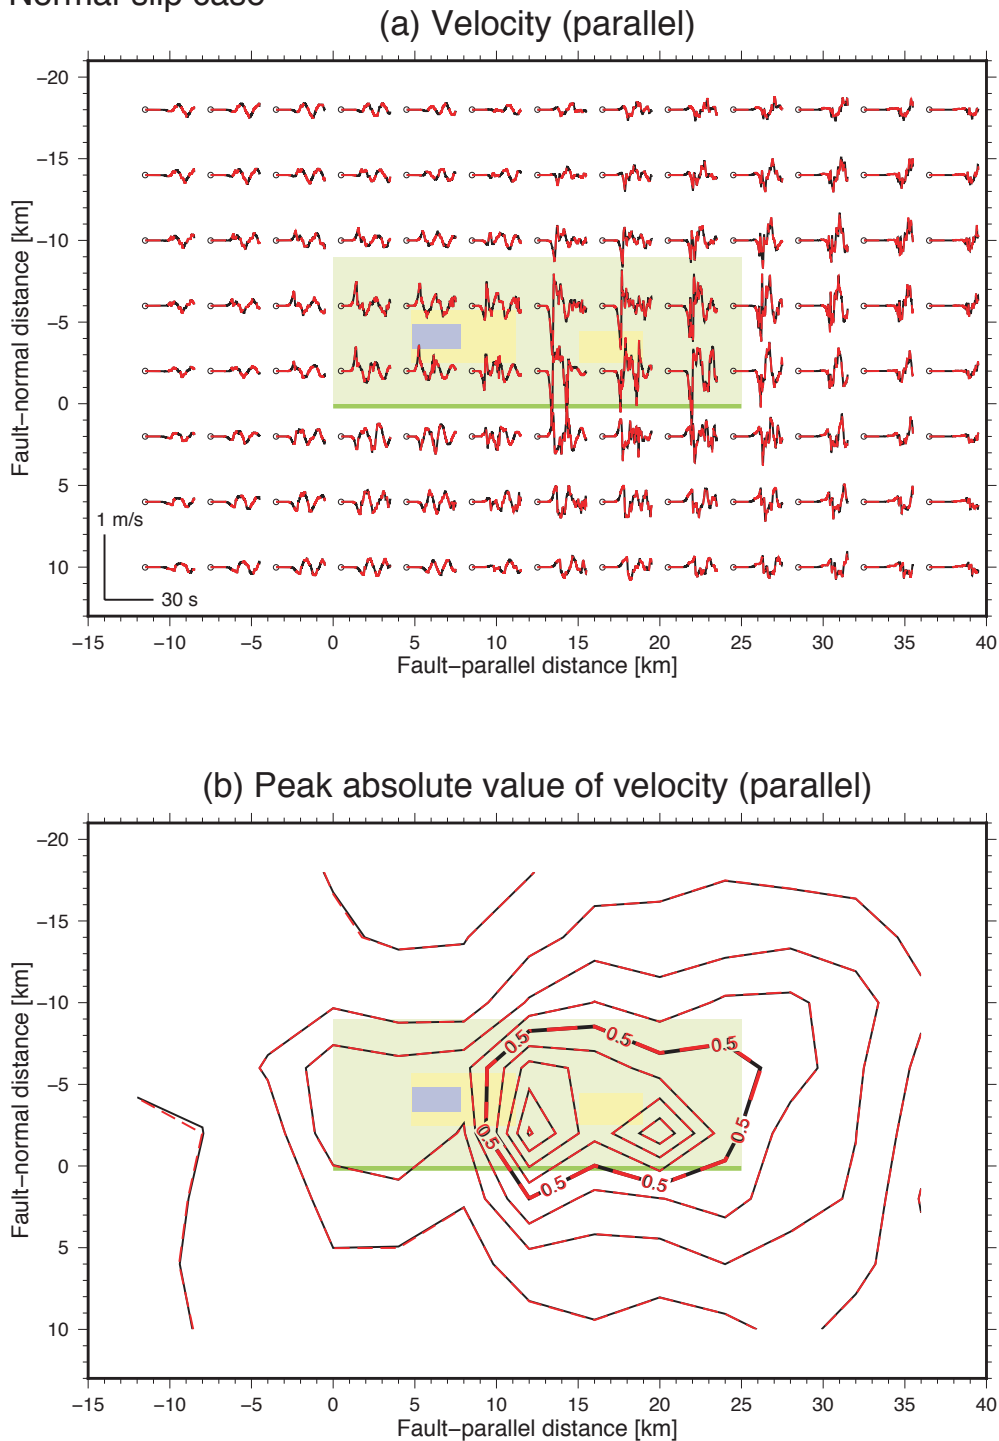 Normal slip case
(a) Velocity (parallel)
−20
−15
−10
−5
0
5
10
Fault−normal distance [km]
1 m/s
30 s
−15 −10 −5 0 5 10 15 20 25 30 35 40
Fault−parallel distance [km]
(b) Peak absolute value of velocity (parallel)
−20
−15
−10
−5
0
5
10
Fault−normal distance [km]
0.5 0.5 0.5
0.5 0.5
0.5 0.5
−15 −10 −5 0 5 10 15 20 25 30 35 40
Fault−parallel distance [km]